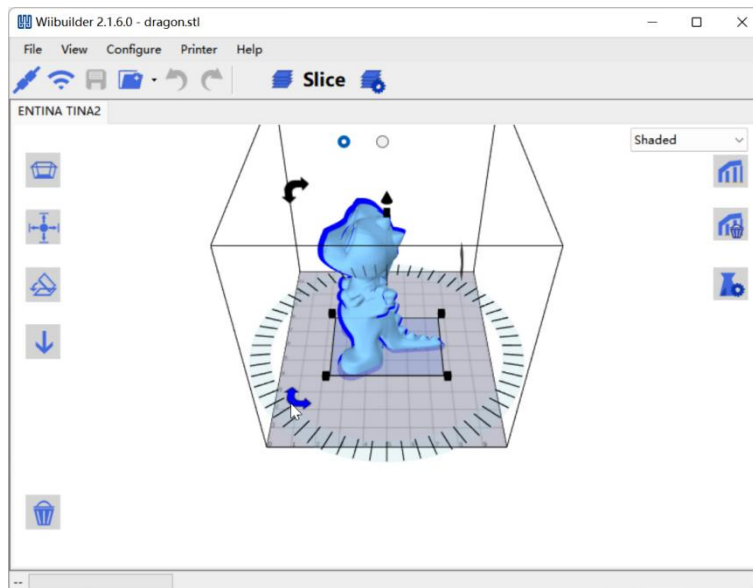 Wiibuilder 2.1.6.0 - dragon.stl
File View Configure Printer Help
Slice
ENTINA TINA2
Shaded
--